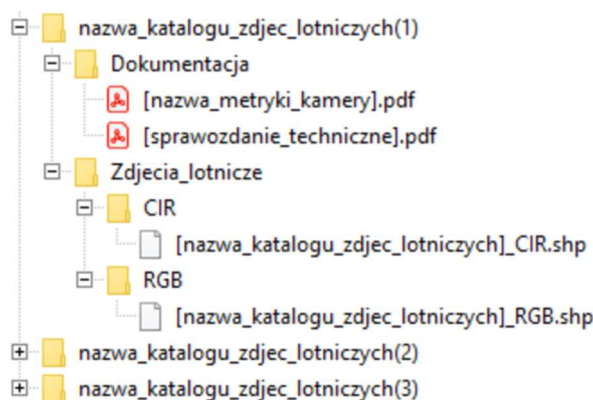 nazwa_katalogu_zdjec_lotniczych(1)
Dokumentacja
[nazwa_metryki_kamery].pdf
[sprawozdanie_techniczne].pdf
Zdjecia_lotnicze
CIR
[nazwa_katalogu_zdjec_lotniczych]_CIR.shp
RGB
[nazwa_katalogu_zdjec_lotniczych]_RGB.shp
nazwa_katalogu_zdjec_lotniczych(2)
nazwa_katalogu_zdjec_lotniczych(3)